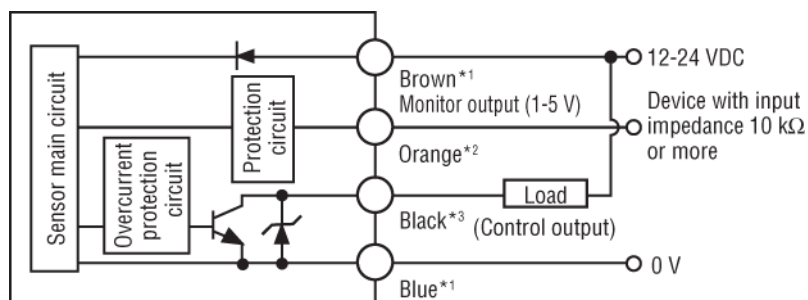 Sensor main circuit
Overcurrent
protection
circuit
Protection
circuit
Brown*1
Monitor output (1-5 V)
Orange*2
Black*3
(Control output)
Blue*1
Load
12-24 VDC
Device with input
impedance 10 kΩ
or more
0 V